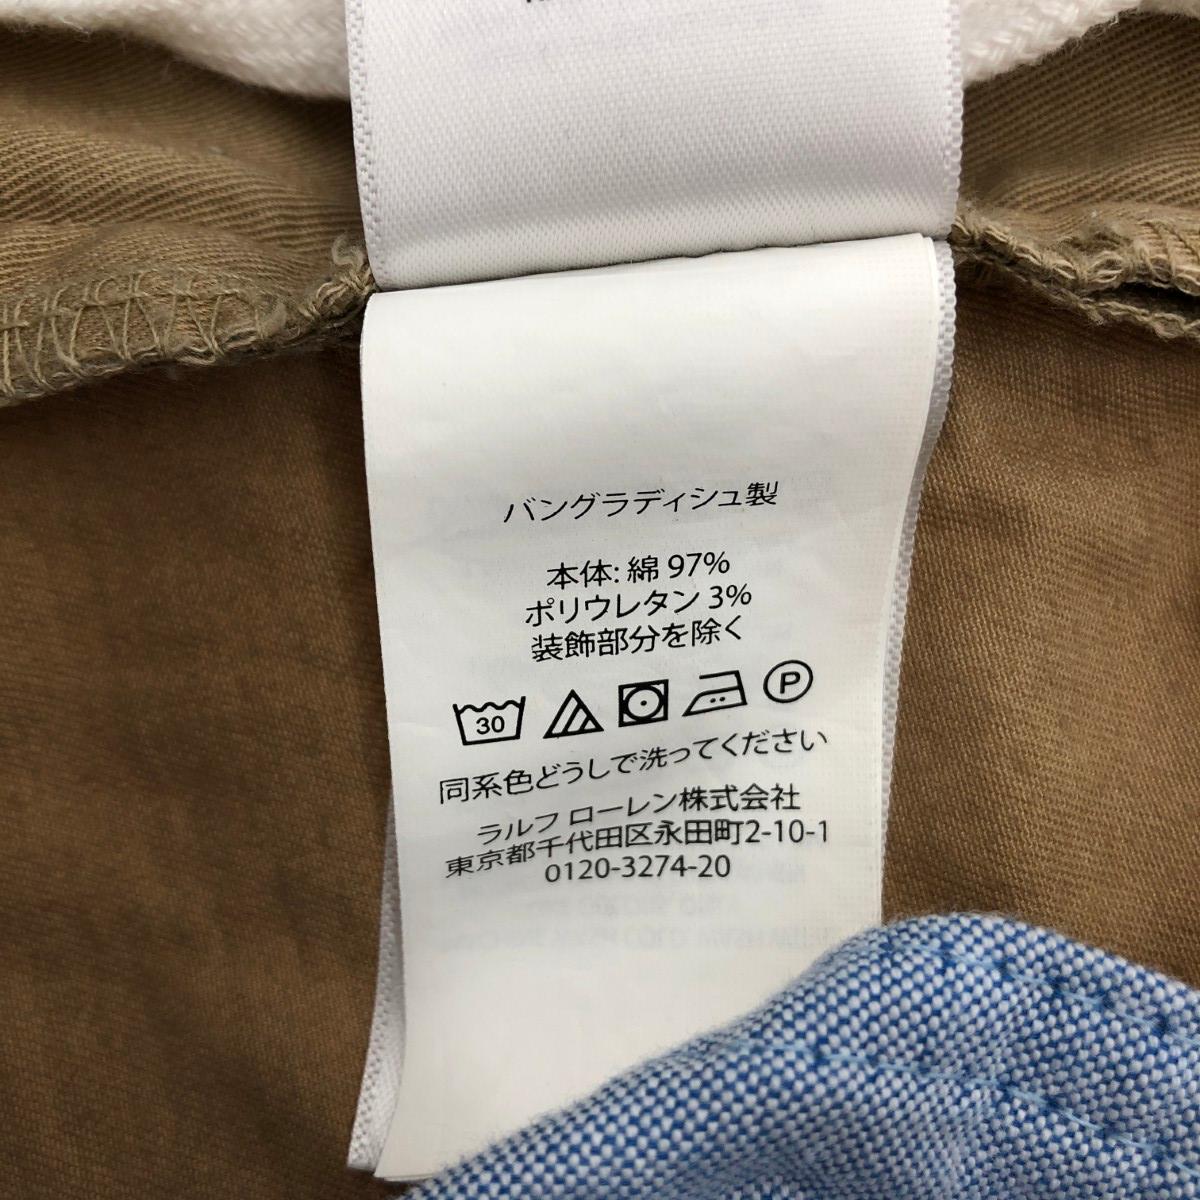 バングラディシュ製
本体: 綿 97%
ポリウレタン 3%
装飾部分を除く
30 P
同系色どうしで洗ってください
ラルフ ローレン株式会社
東京都千代田区永田町2-10-1
0120-3274-20